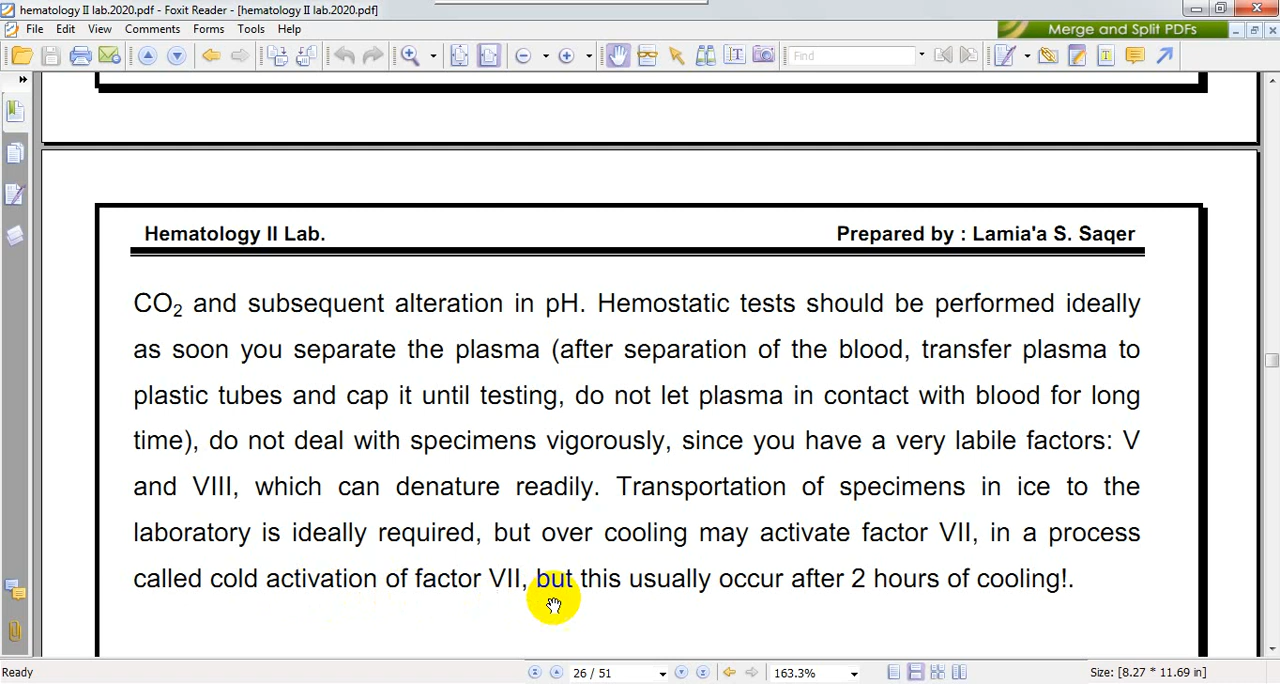 hematology II lab.2020.pdf - Foxit Reader - [hematology II lab.2020.pdf]
File Edit View Comments Forms Tools Help
Merge and Split PDFs
Find
Hematology II Lab. Prepared by : Lamia'a S. Saqer
CO2 and subsequent alteration in pH. Hemostatic tests should be performed ideally
as soon you separate the plasma (after separation of the blood, transfer plasma to
plastic tubes and cap it until testing, do not let plasma in contact with blood for long
time), do not deal with specimens vigorously, since you have a very labile factors: V
and VIII, which can denature readily. Transportation of specimens in ice to the
laboratory is ideally required, but over cooling may activate factor VII, in a process
called cold activation of factor VII, but this usually occur after 2 hours of cooling!.
Ready 26 / 51 163.3% Size: [8.27 * 11.69 in]